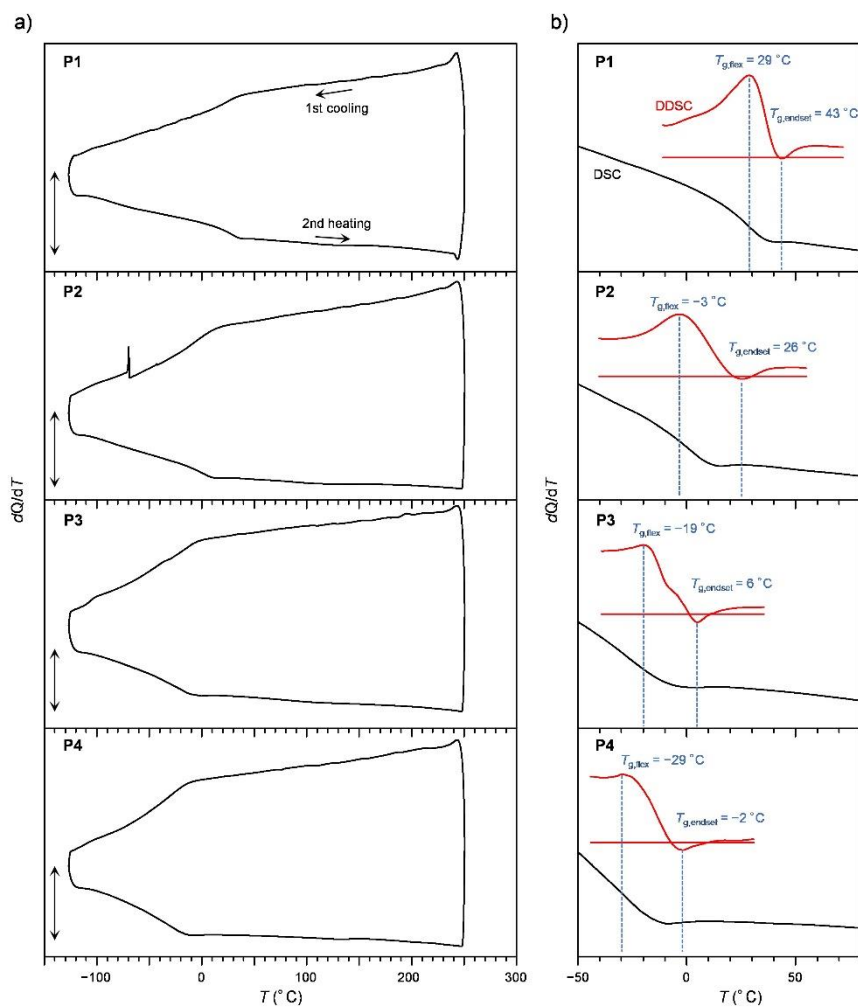 a)
P1
1st cooling
2nd heating
P2
P3
P4
dQ/dT
−100
0
100
200
300
T (°C)
b)
P1
Tg,flex = 29 °C
DDSC
Tg,endset = 43 °C
DSC
P2
Tg,flex = −3 °C
Tg,endset = 26 °C
P3
Tg,flex = −19 °C
Tg,endset = 6 °C
P4
Tg,flex = −29 °C
Tg,endset = −2 °C
dQ/dT
−50
0
50
T (°C)